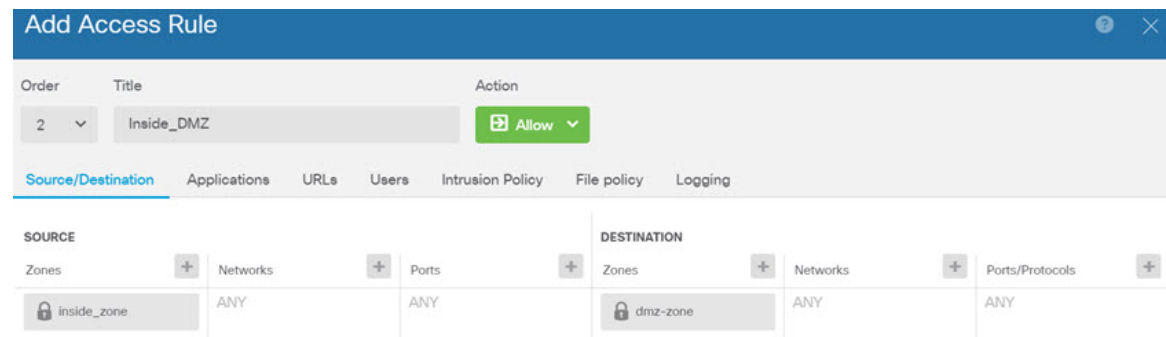 Add Access Rule ?
Order Title Action
2 Inside_DMZ Allow
Source/Destination Applications URLs Users Intrusion Policy File policy Logging
SOURCE DESTINATION
Zones + Networks + Ports + Zones + Networks + Ports/Protocols +
inside_zone ANY ANY dmz-zone ANY ANY